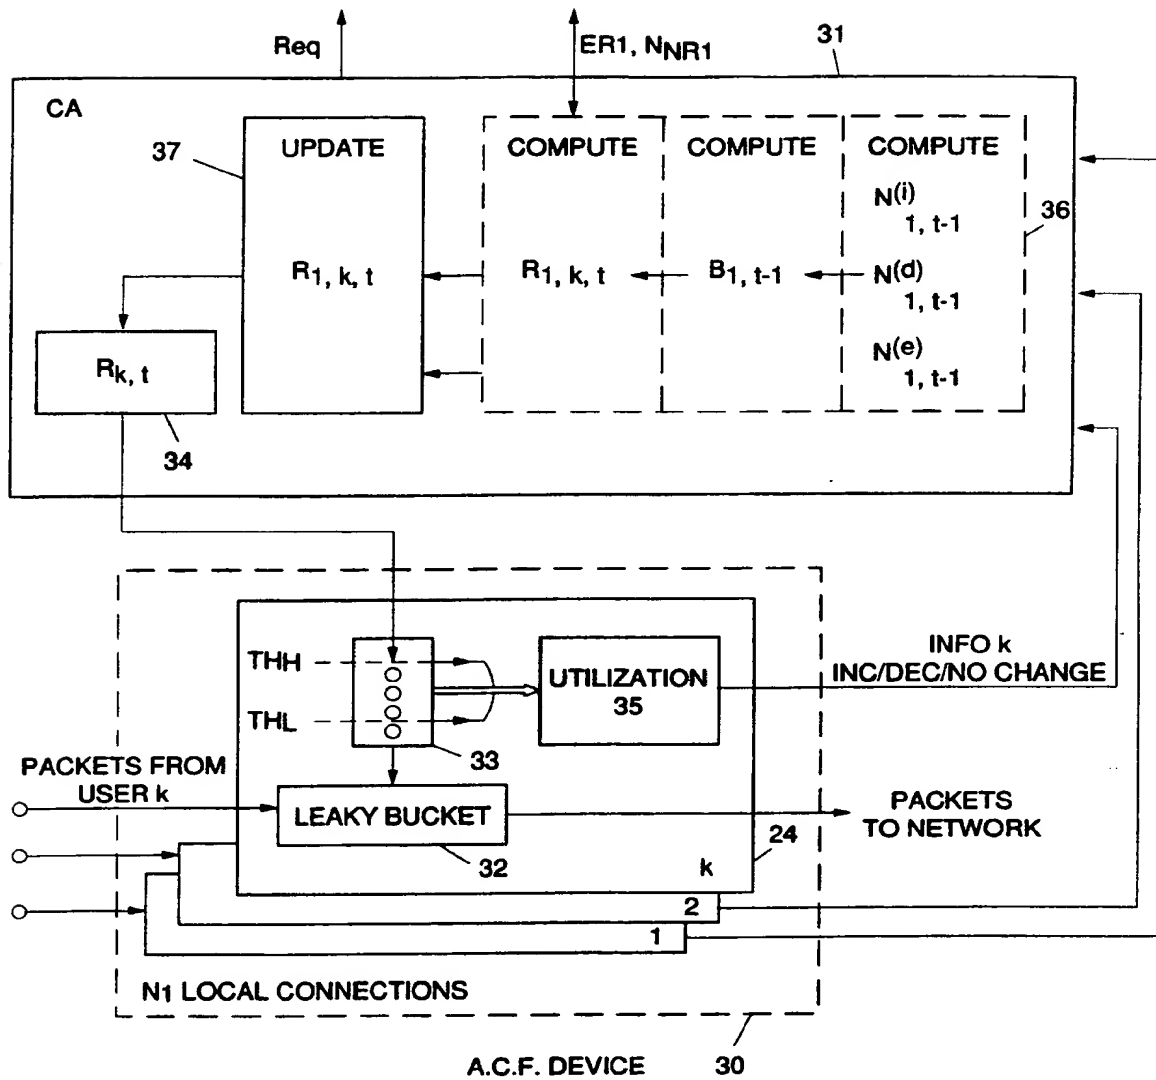 Req
ER1, NNR1
31
CA
37
UPDATE
COMPUTE
COMPUTE
COMPUTE
N(i)
1, t-1
36
R1, k, t
R1, k, t
B1, t-1
N(d)
1, t-1
N(e)
1, t-1
Rk, t
34
THH
THL
UTILIZATION
35
INFO k
INC/DEC/NO CHANGE
33
PACKETS FROM
USER k
LEAKY BUCKET
PACKETS
TO NETWORK
32
24
k
2
1
N1 LOCAL CONNECTIONS
A.C.F. DEVICE
30